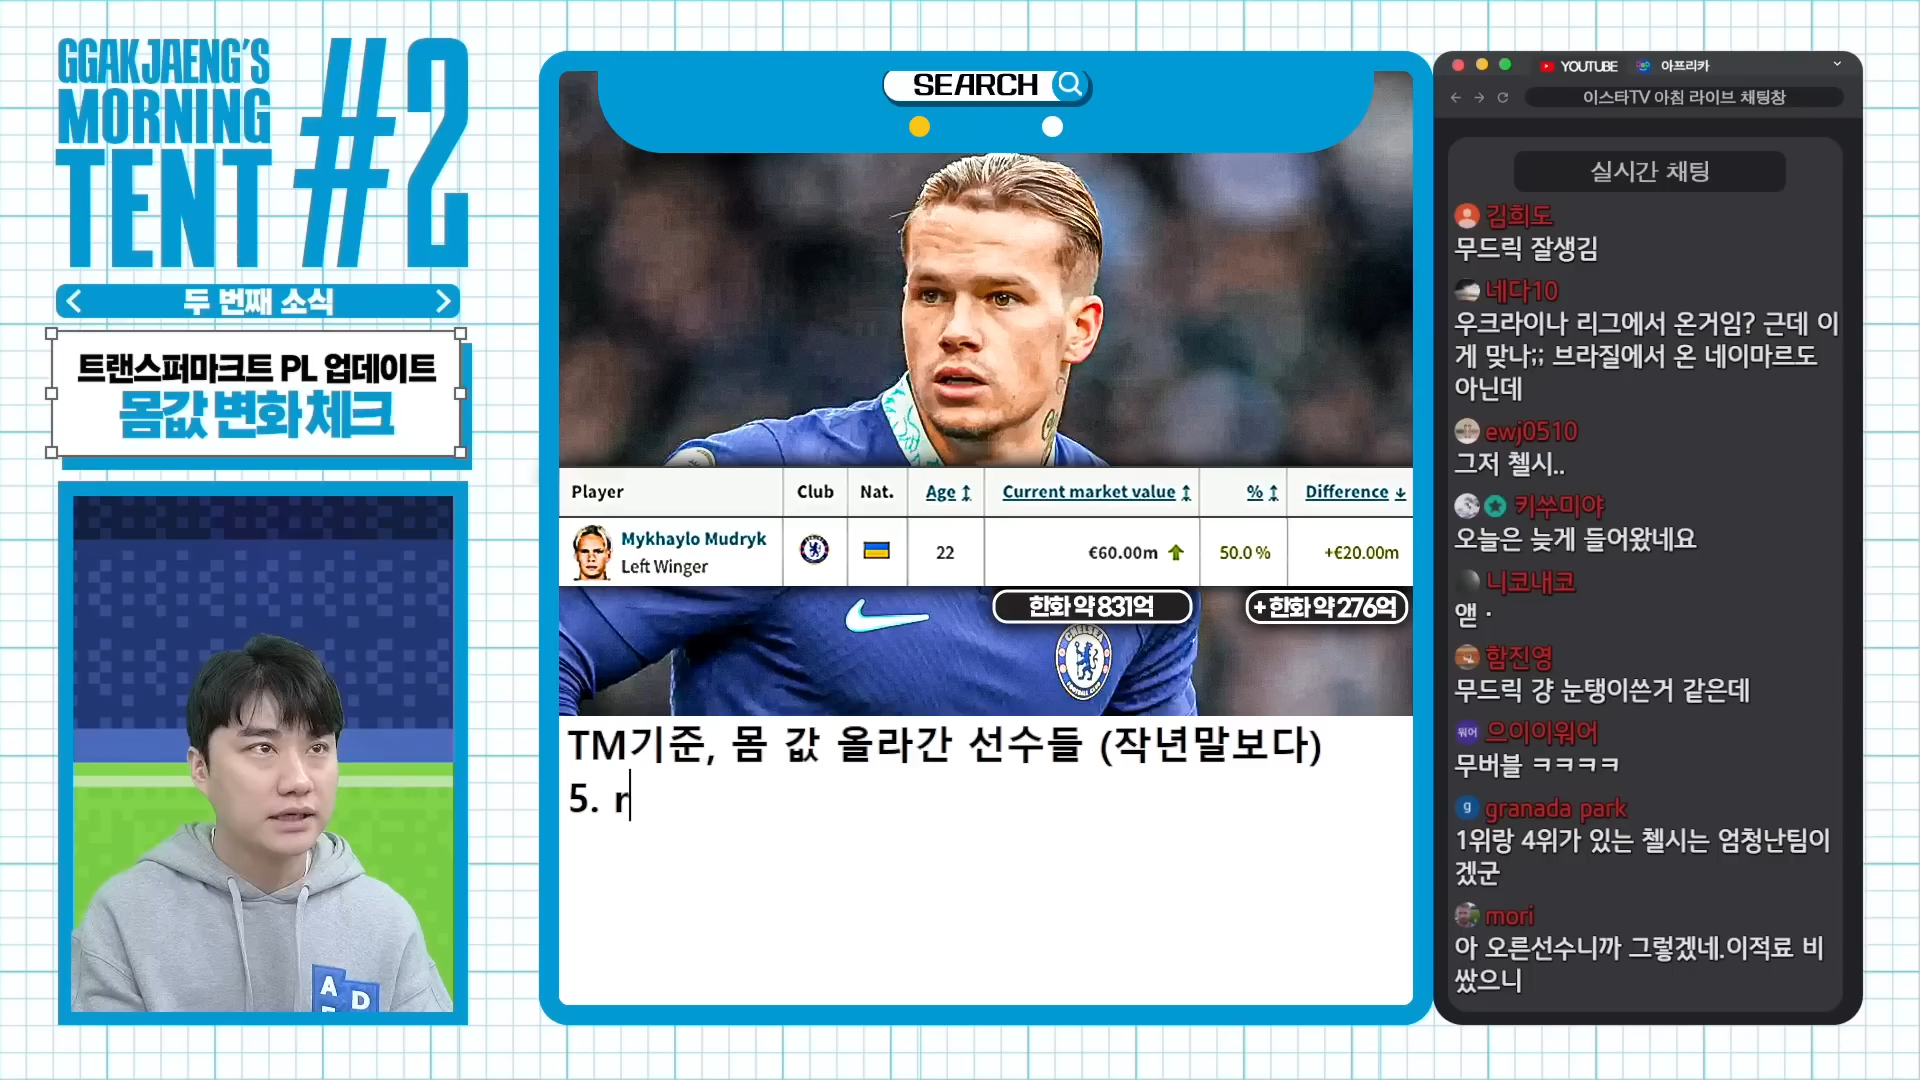 GGAKJAENG'S
MORNING
TENT
#2
두 번째 소식
트랜스퍼마크트 PL 업데이트
몸값 변화 체크
A
D
SEARCH
Player
Club
Nat.
Age
Current market value
%
Difference
Mykhaylo Mudryk
Left Winger
22
€60.00m
50.0 %
+€20.00m
한화 약 831억
+ 한화 약 276억
CHELSEA
FOOTBALL CLUB
TM기준, 몸 값 올라간 선수들 (작년말보다)
5. r
YOUTUBE
아프리카
이스타TV 아침 라이브 채팅창
실시간 채팅
김희도
무드릭 잘생김
네다10
우크라이나 리그에서 온거임? 근데 이
게 맞나;; 브라질에서 온 네이마르도
아닌데
ewj0510
그저 첼시..
키쑤미야
오늘은 늦게 들어왔네요
니코내코
앧 ·
함진영
무드릭 걍 눈탱이쓴거 같은데
뭐어
으이이워어
무버블 ㅋㅋㅋㅋ
g
granada park
1위랑 4위가 있는 첼시는 엄청난팀이
겠군
mori
아 오른선수니까 그렇겠네.이적료 비
쌌으니